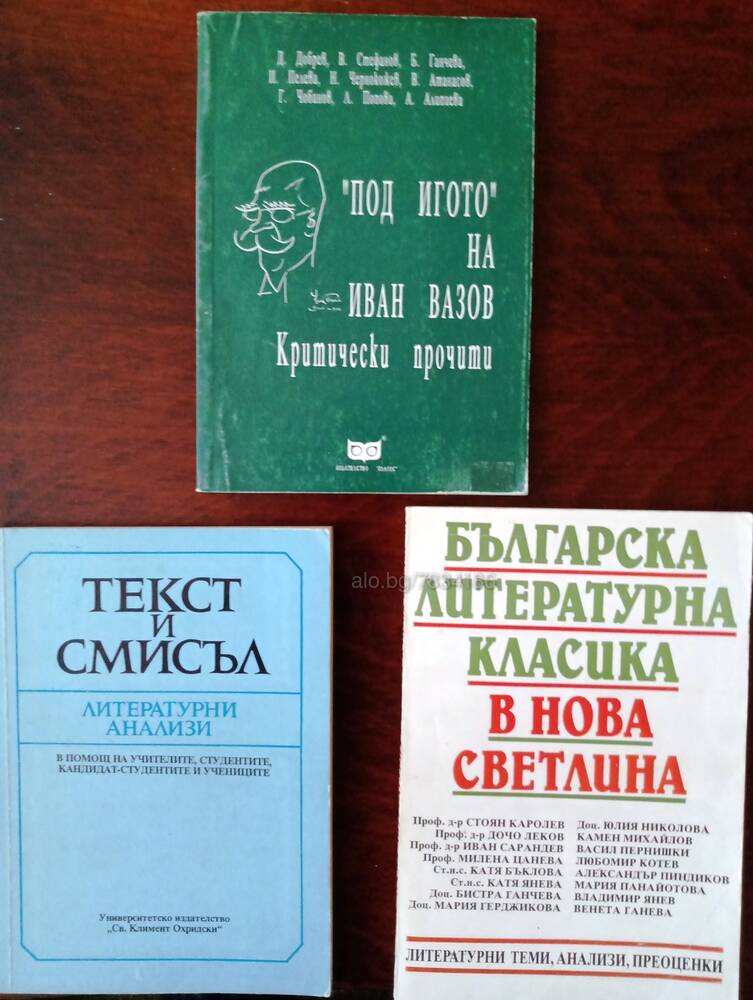 Д. Добрев, В. Стефанов, Б. Ганчева,
И. Пелева, Н. Чернокожев, В. Атанасов,
Г. Чобанов, Л. Попова, А. Алипиева
"ПОД ИГОТО"
НА
ИВАН ВАЗОВ
Критически прочити
ИЗДАТЕЛСТВО
ТЕКСТ
И
СМИСЪЛ
ЛИТЕРАТУРНИ
АНАЛИЗИ
В ПОМОЩ НА УЧИТЕЛИТЕ, СТУДЕНТИТЕ,
КАНДИДАТ-СТУДЕНТИТЕ И УЧЕНИЦИТЕ
Университетско издателство
„Св. Климент Охридски“
БЪЛГАРСКА
ЛИТЕРАТУРНА
КЛАСИКА
В НОВА
СВЕТЛИНА
Проф. д-р СТОЯН КАРОЛЕВ
Проф. д-р ДОЧО ЛЕКОВ
Проф. д-р ИВАН САРАНДЕВ
Проф. МИЛЕНА ЦАНЕВА
Ст.н.с. КАТЯ БЪКЛОВА
Ст.н.с. КАТЯ ЯНЕВА
Доц. БИСТРА ГАНЧЕВА
Доц. МАРИЯ ГЕРДЖИКОВА
Доц. ЮЛИЯ НИКОЛОВА
КАМЕН МИХАЙЛОВ
ВАСИЛ ПЕРНИШКИ
ЛЮБОМИР КОТЕВ
АЛЕКСАНДЪР ПИНДИКОВ
МАРИЯ ПАНАЙОТОВА
ВЛАДИМИР ЯНЕВ
ВЕНЕТА ГАНЕВА
ЛИТЕРАТУРНИ ТЕМИ, АНАЛИЗИ, ПРЕОЦЕНКИ